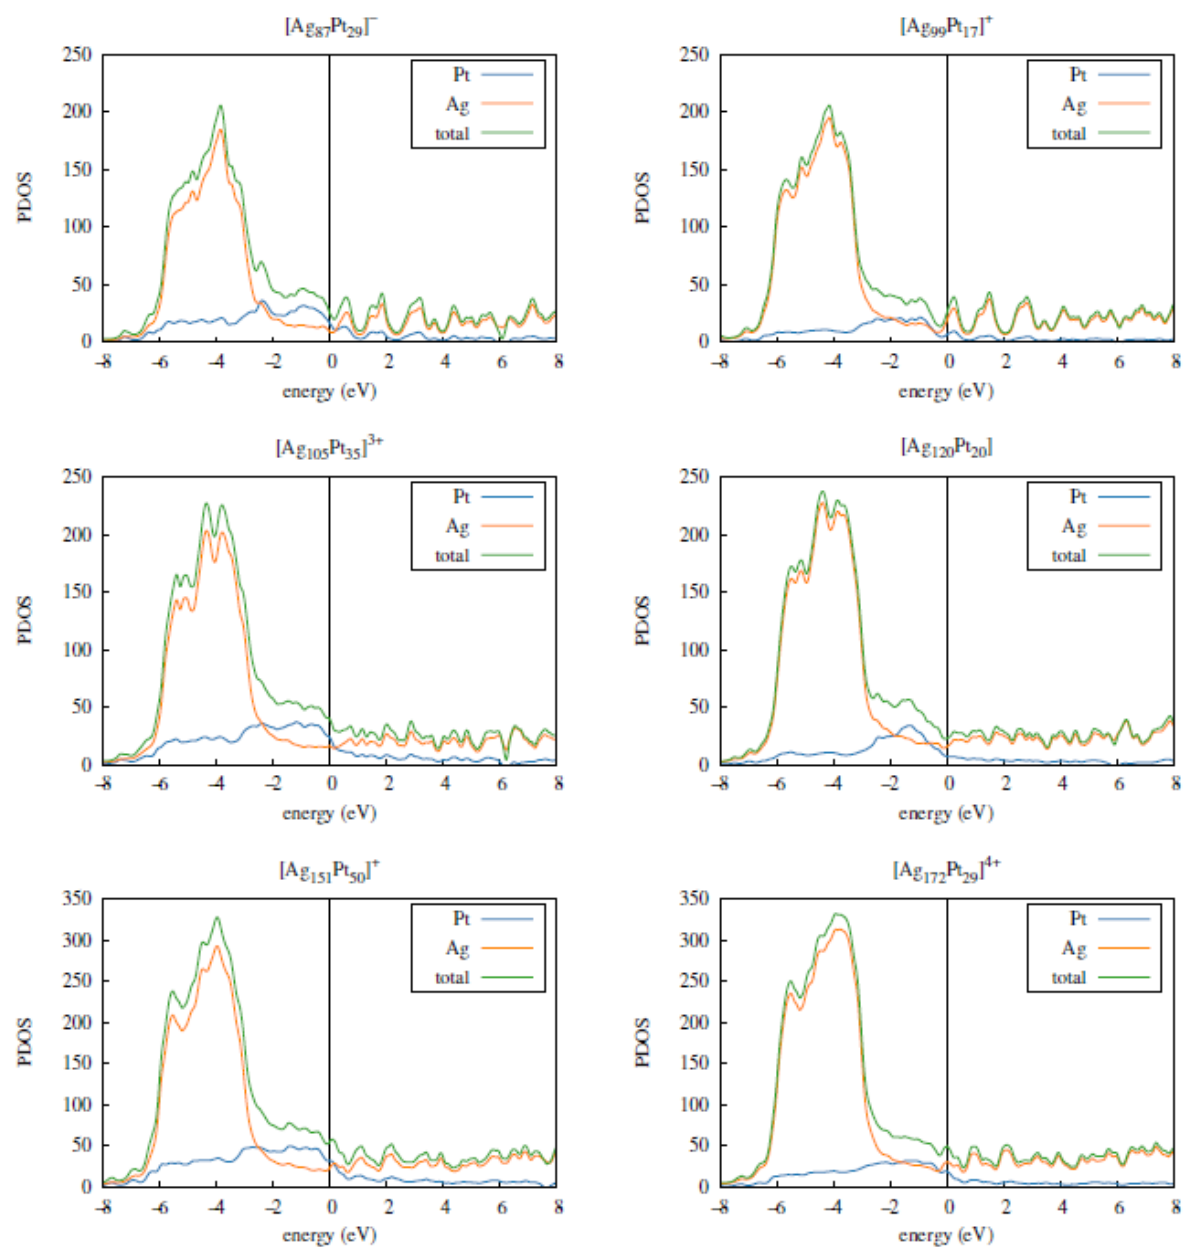 [Ag₈₇Pt₂₉]⁻
250
200
150
100
50
0
PDOS
Pt
Ag
total
–8 –6 –4 –2 0 2 4 6 8
energy (eV)
[Ag₉₉Pt₁₇]⁺
250
200
150
100
50
0
PDOS
Pt
Ag
total
–8 –6 –4 –2 0 2 4 6 8
energy (eV)
[Ag₁₀₅Pt₃₅]³⁺
250
200
150
100
50
0
PDOS
Pt
Ag
total
–8 –6 –4 –2 0 2 4 6 8
energy (eV)
[Ag₁₂₀Pt₂₀]
250
200
150
100
50
0
PDOS
Pt
Ag
total
–8 –6 –4 –2 0 2 4 6 8
energy (eV)
[Ag₁₅₁Pt₅₀]⁺
350
300
250
200
150
100
50
0
PDOS
Pt
Ag
total
–8 –6 –4 –2 0 2 4 6 8
energy (eV)
[Ag₁₇₂Pt₂₉]⁴⁺
350
300
250
200
150
100
50
0
PDOS
Pt
Ag
total
–8 –6 –4 –2 0 2 4 6 8
energy (eV)